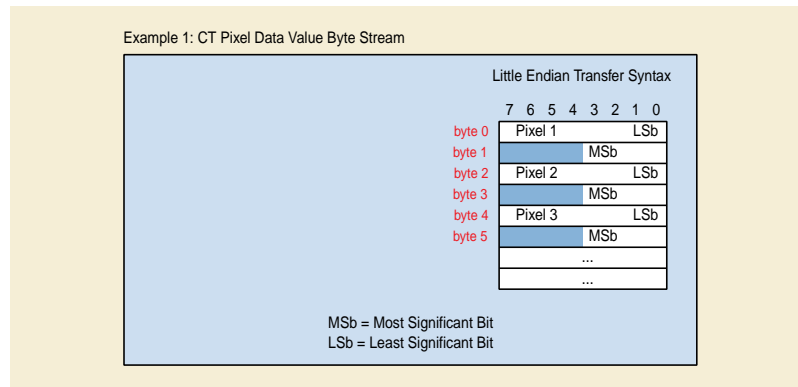 Example 1: CT Pixel Data Value Byte Stream
Little Endian Transfer Syntax
7 6 5 4 3 2 1 0
byte 0 Pixel 1 LSb
byte 1 MSb
byte 2 Pixel 2 LSb
byte 3 MSb
byte 4 Pixel 3 LSb
byte 5 MSb
...
...
MSb = Most Significant Bit
LSb = Least Significant Bit